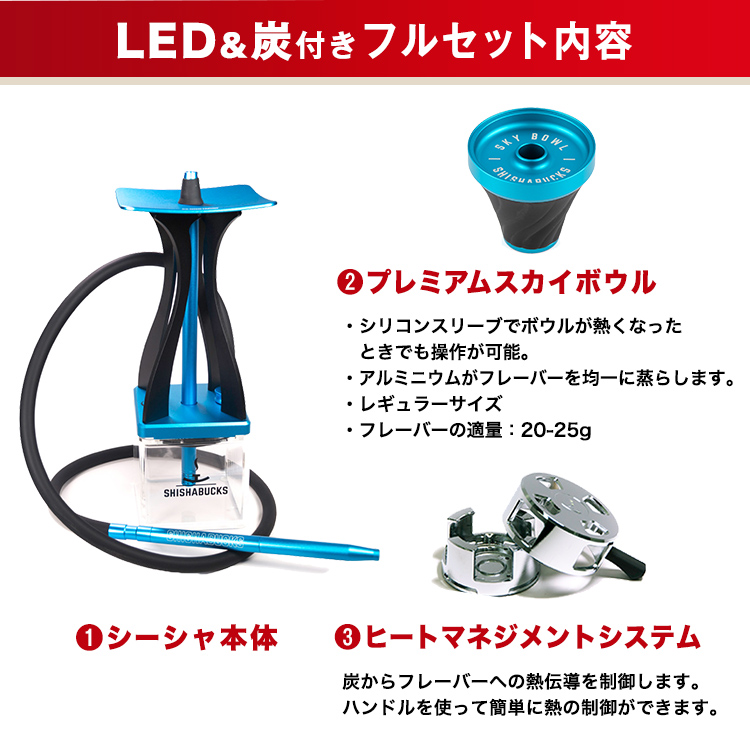 LED&炭付きフルセット内容
SKY BOWL
SHISHABUCKS
❷プレミアムスカイボウル
・シリコンスリーブでボウルが熱くなった
ときでも操作が可能。
・アルミニウムがフレーバーを均一に蒸らします。
・レギュラーサイズ
・フレーバーの適量：20-25g
SHISHABUCKS
SHISHABUCKS
❶シーシャ本体
❸ヒートマネジメントシステム
炭からフレーバーへの熱伝導を制御します。
ハンドルを使って簡単に熱の制御ができます。